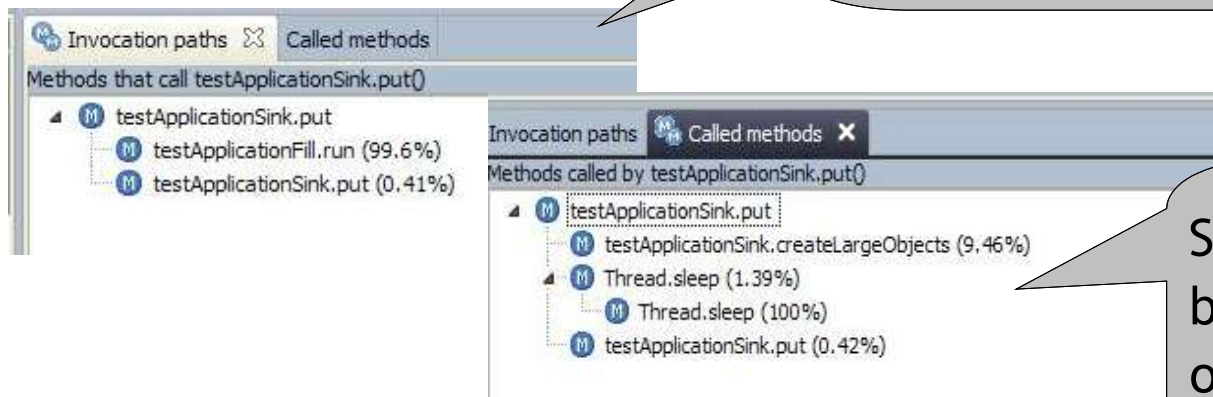 Invocation paths Called methods
Methods that call testApplicationSink.put()
testApplicationSink.put
testApplicationFill.run (99.6%)
testApplicationSink.put (0.41%)
Invocation paths Called methods
Methods called by testApplicationSink.put()
testApplicationSink.put
testApplicationSink.createLargeObjects (9.46%)
Thread.sleep (1.39%)
Thread.sleep (100%)
testApplicationSink.put (0.42%)